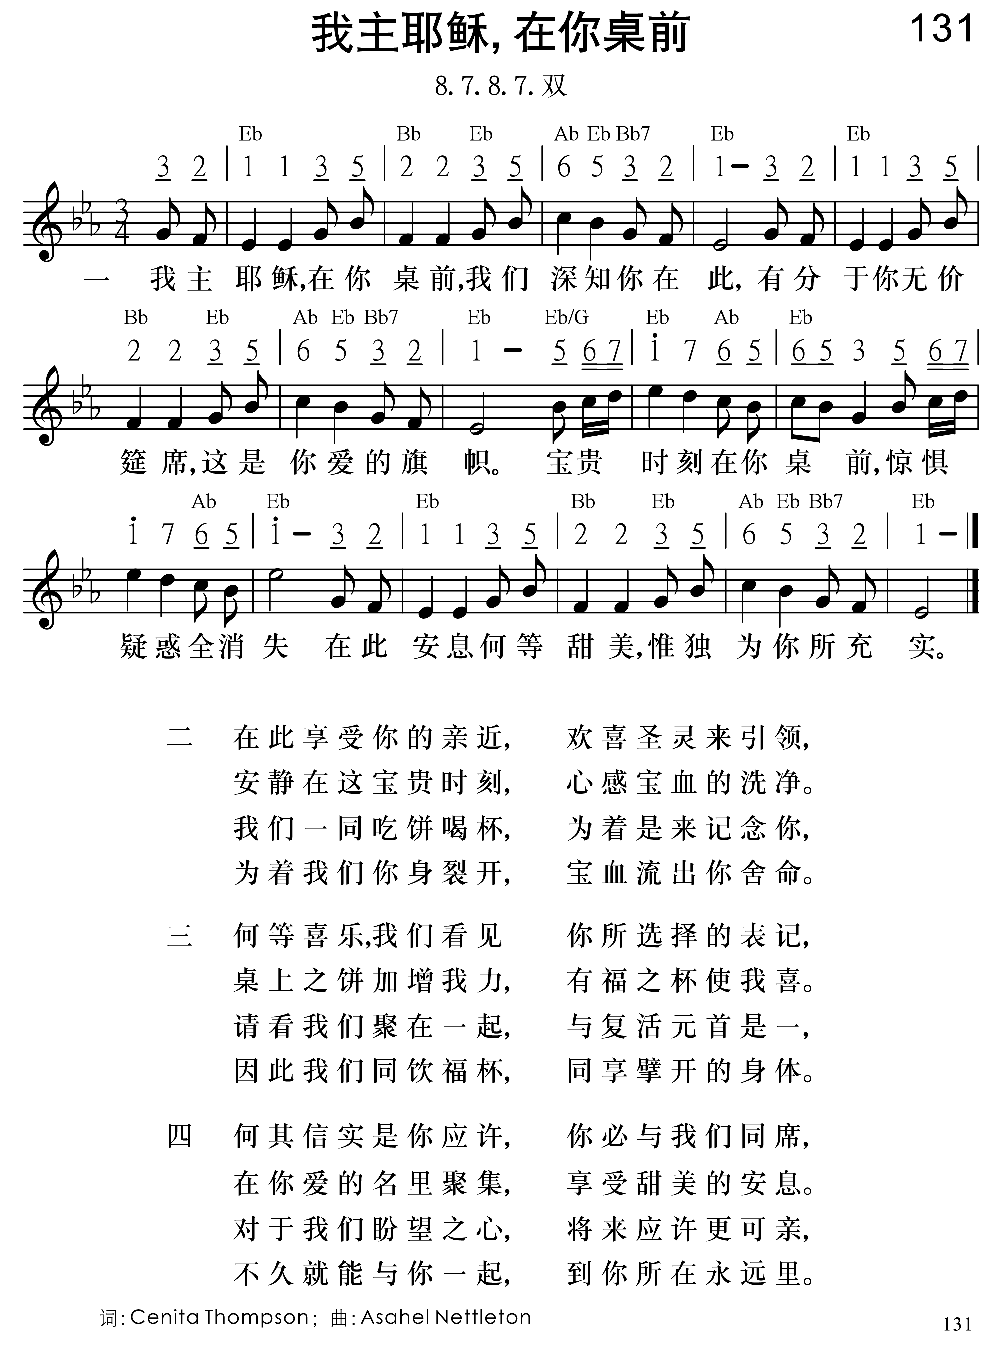 我主耶稣,在你桌前 131
8.7.8.7.双
Eb Bb Eb Ab Eb Bb7 Eb Eb
3 2 | 1 1 3 5 | 2 2 3 5 | 6 5 3 2 | 1 – 3 2 | 1 1 3 5 |
3/4
一 我主 耶稣,在你 桌前,我们 深知你在 此, 有分 于你无价
Bb Eb Ab Eb Bb7 Eb Eb/G Eb Ab Eb
2 2 3 5 | 6 5 3 2 | 1 – 5 67 | i 7 6 5 | 65 3 5 67 |
筵席,这是 你爱的旗 帜。 宝贵 时刻在你 桌 前,惊惧
Ab Eb Eb Bb Eb Ab Eb Bb7 Eb
i 7 6 5 | i – 3 2 | 1 1 3 5 | 2 2 3 5 | 6 5 3 2 | 1 – ‖
疑惑全消 失 在此 安息何等 甜美,惟独 为你所充 实。
二 在此享受你的亲近, 欢喜圣灵来引领,
安静在这宝贵时刻, 心感宝血的洗净。
我们一同吃饼喝杯, 为着是来记念你,
为着我们你身裂开, 宝血流出你舍命。
三 何等喜乐,我们看见 你所选择的表记,
桌上之饼加增我力, 有福之杯使我喜。
请看我们聚在一起, 与复活元首是一,
因此我们同饮福杯, 同享擘开的身体。
四 何其信实是你应许, 你必与我们同席,
在你爱的名里聚集, 享受甜美的安息。
对于我们盼望之心, 将来应许更可亲,
不久就能与你一起, 到你所在永远里。
词: Cenita Thompson; 曲: Asahel Nettleton
131